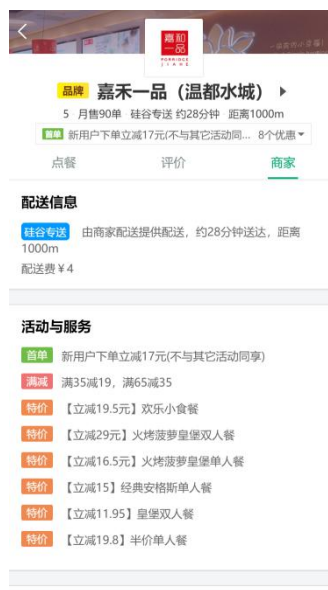 嘉和
一品
PORRIDGE
JIAHE
品牌 嘉禾一品（温都水城）
5 月售90单 硅谷专送 约28分钟 距离1000m
首单 新用户下单立减17元(不与其它活动同... 8个优惠
点餐 评价 商家
配送信息
硅谷专送 由商家配送提供配送，约28分钟送达，距离
1000m
配送费￥4
活动与服务
首单 新用户下单立减17元(不与其它活动同享)
满减 满35减19，满65减35
特价 【立减19.5元】欢乐小食餐
特价 【立减29元】火烤菠萝皇堡双人餐
特价 【立减16.5元】火烤菠萝皇堡单人餐
特价 【立减15】经典安格斯单人餐
特价 【立减11.95】皇堡双人餐
特价 【立减19.8】半价单人餐